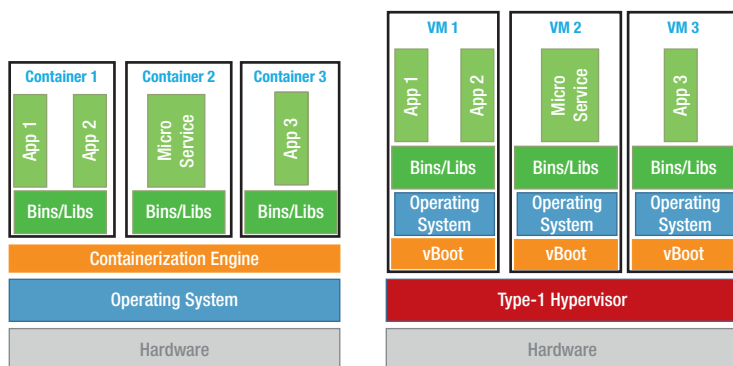 Container 1
Container 2
Container 3
App 1
App 2
Micro
Service
App 3
Bins/Libs
Bins/Libs
Bins/Libs
Containerization Engine
Operating System
Hardware
VM 1
VM 2
VM 3
App 1
App 2
Micro
Service
App 3
Bins/Libs
Bins/Libs
Bins/Libs
Operating
System
Operating
System
Operating
System
vBoot
vBoot
vBoot
Type-1 Hypervisor
Hardware